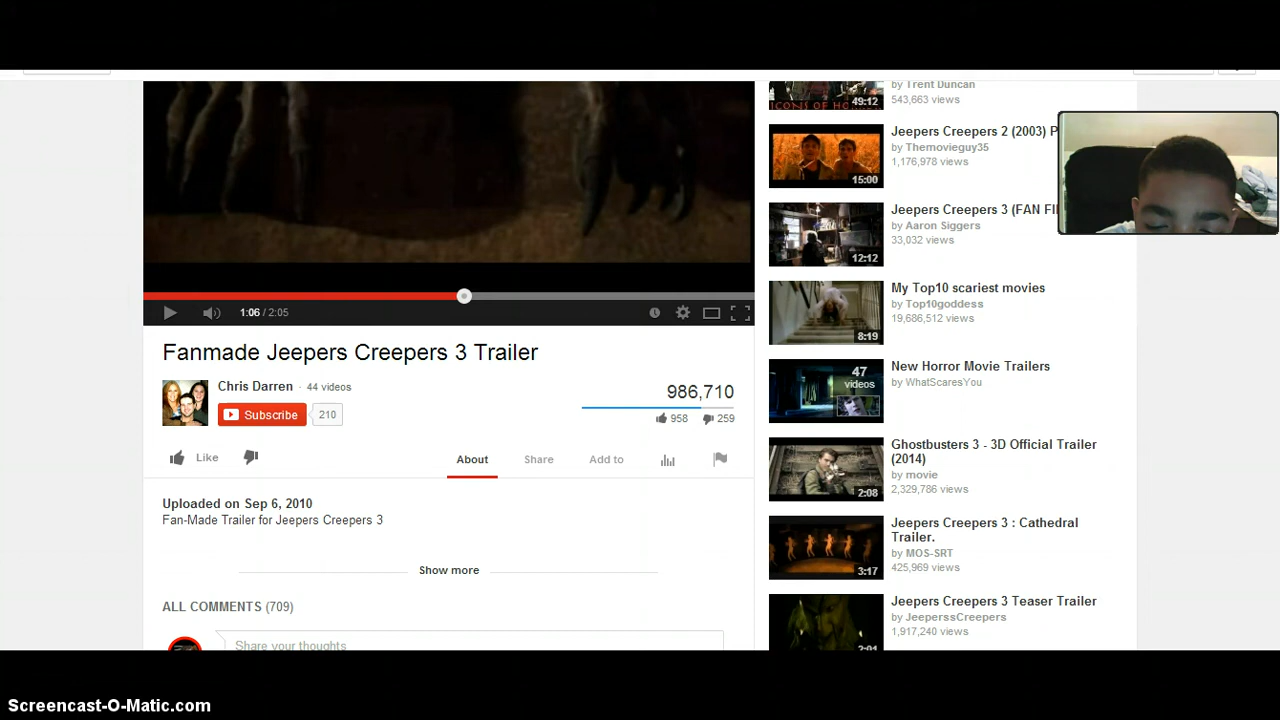 1:06 / 2:05
Fanmade Jeepers Creepers 3 Trailer
Chris Darren · 44 videos
Subscribe 210
986,710
958 259
Like
About Share Add to
Uploaded on Sep 6, 2010
Fan-Made Trailer for Jeepers Creepers 3
Show more
ALL COMMENTS (709)
Share your thoughts
ICONS OF
49:12
by Trent Duncan
543,663 views
15:00
Jeepers Creepers 2 (2003) P
by Themovieguy35
1,176,978 views
12:12
Jeepers Creepers 3 (FAN FI
by Aaron Siggers
33,032 views
8:19
My Top10 scariest movies
by Top10goddess
19,686,512 views
47
videos
New Horror Movie Trailers
by WhatScaresYou
2:08
Ghostbusters 3 - 3D Official Trailer
(2014)
by movie
2,329,786 views
3:17
Jeepers Creepers 3 : Cathedral
Trailer.
by MOS-SRT
425,969 views
2:01
Jeepers Creepers 3 Teaser Trailer
by JeeperssCreepers
1,917,240 views
Screencast-O-Matic.com